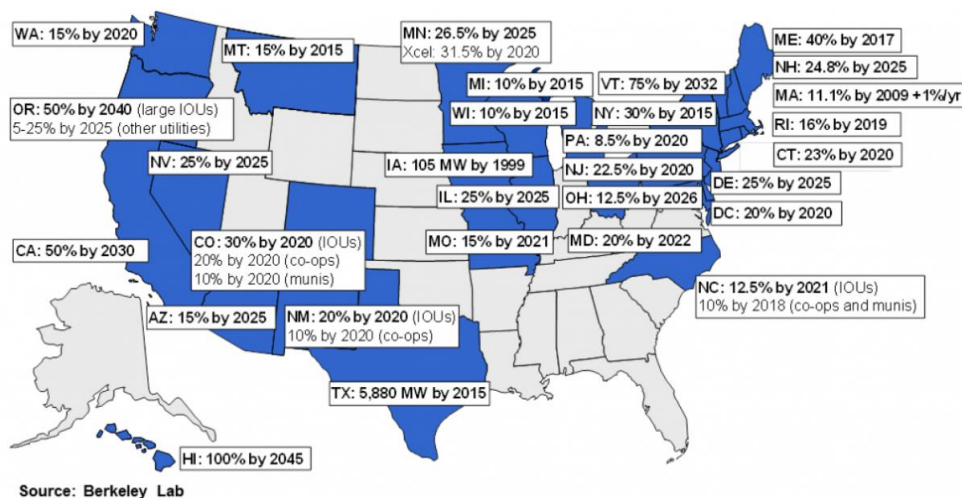 WA: 15% by 2020
MT: 15% by 2015
MN: 26.5% by 2025
Xcel: 31.5% by 2020
ME: 40% by 2017
NH: 24.8% by 2025
MI: 10% by 2015
VT: 75% by 2032
MA: 11.1% by 2009 +1%/yr
OR: 50% by 2040 (large IOUs)
5-25% by 2025 (other utilities)
WI: 10% by 2015
NY: 30% by 2015
RI: 16% by 2019
PA: 8.5% by 2020
CT: 23% by 2020
NV: 25% by 2025
IA: 105 MW by 1999
NJ: 22.5% by 2020
DE: 25% by 2025
IL: 25% by 2025
OH: 12.5% by 2026
DC: 20% by 2020
CA: 50% by 2030
CO: 30% by 2020 (IOUs)
20% by 2020 (co-ops)
10% by 2020 (munis)
MO: 15% by 2021
MD: 20% by 2022
NC: 12.5% by 2021 (IOUs)
10% by 2018 (co-ops and munis)
AZ: 15% by 2025
NM: 20% by 2020 (IOUs)
10% by 2020 (co-ops)
TX: 5,880 MW by 2015
HI: 100% by 2045
Source: Berkeley Lab